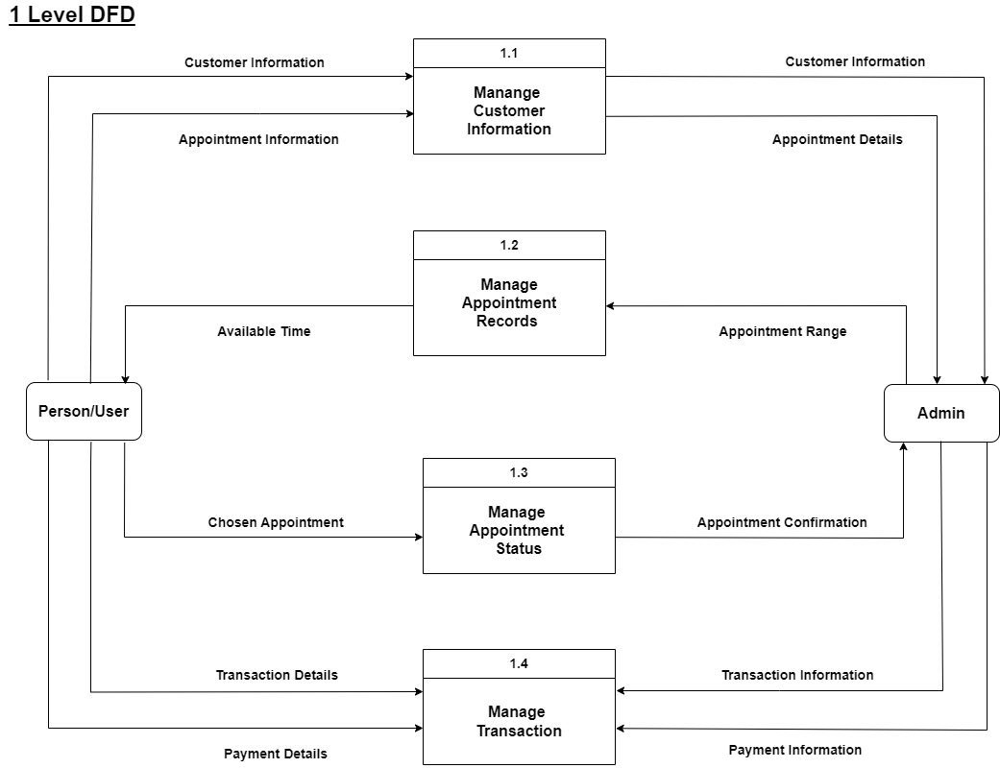 1 Level DFD
1.1
Customer Information
Customer Information
Manange
Customer
Information
Appointment Information
Appointment Details
1.2
Manage
Appointment
Records
Available Time
Appointment Range
Person/User
Admin
1.3
Manage
Appointment
Status
Chosen Appointment
Appointment Confirmation
1.4
Transaction Details
Transaction Information
Manage
Transaction
Payment Details
Payment Information